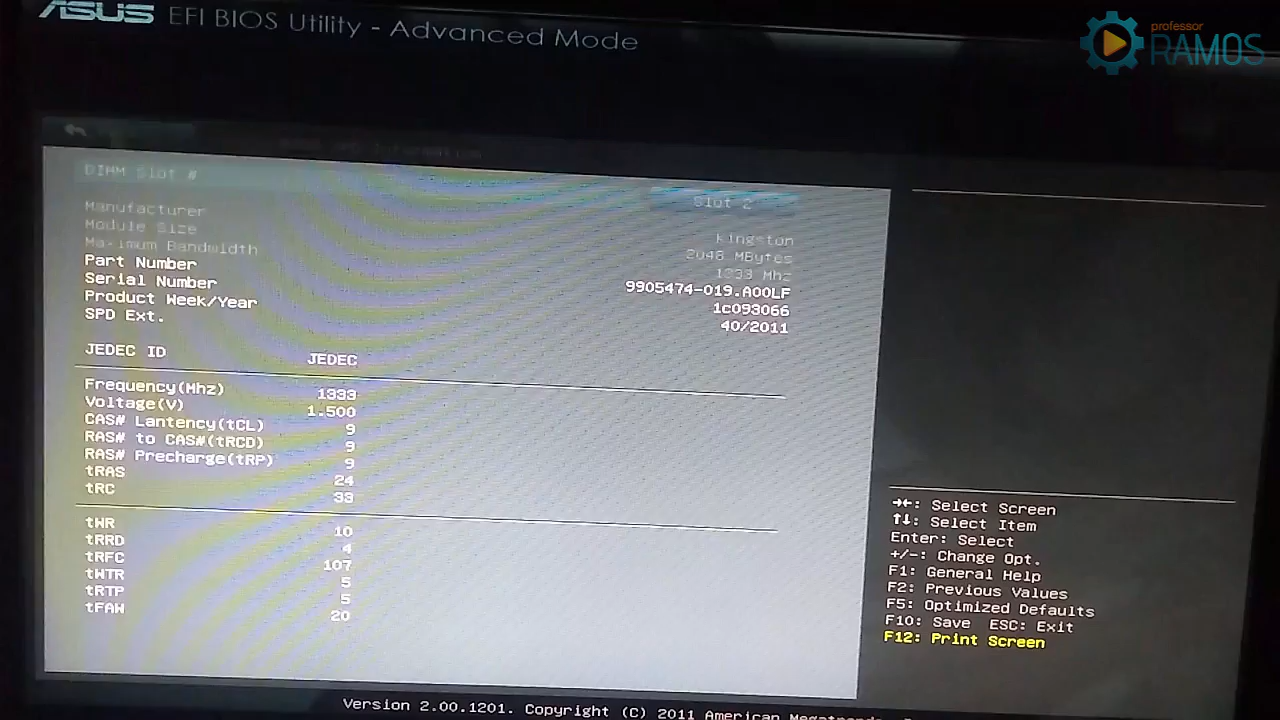 ASUS EFI BIOS Utility - Advanced Mode
professor
RAMOS
DIMM Slot # Slot 2
Manufacturer Kingston
Module Size 2048 MBytes
Maximum Bandwidth 1333 Mhz
Part Number 9905474-019.A00LF
Serial Number 1c093066
Product Week/Year 40/2011
SPD Ext.
JEDEC ID JEDEC
Frequency(Mhz) 1333
Voltage(V) 1.500
CAS# Lantency(tCL) 9
RAS# to CAS#(tRCD) 9
RAS# Precharge(tRP) 9
tRAS 24
tRC 33
tWR 10
tRRD 4
tRFC 107
tWTR 5
tRTP 5
tFAW 20
→←: Select Screen
↑↓: Select Item
Enter: Select
+/-: Change Opt.
F1: General Help
F2: Previous Values
F5: Optimized Defaults
F10: Save ESC: Exit
F12: Print Screen
Version 2.00.1201. Copyright (C) 2011 American